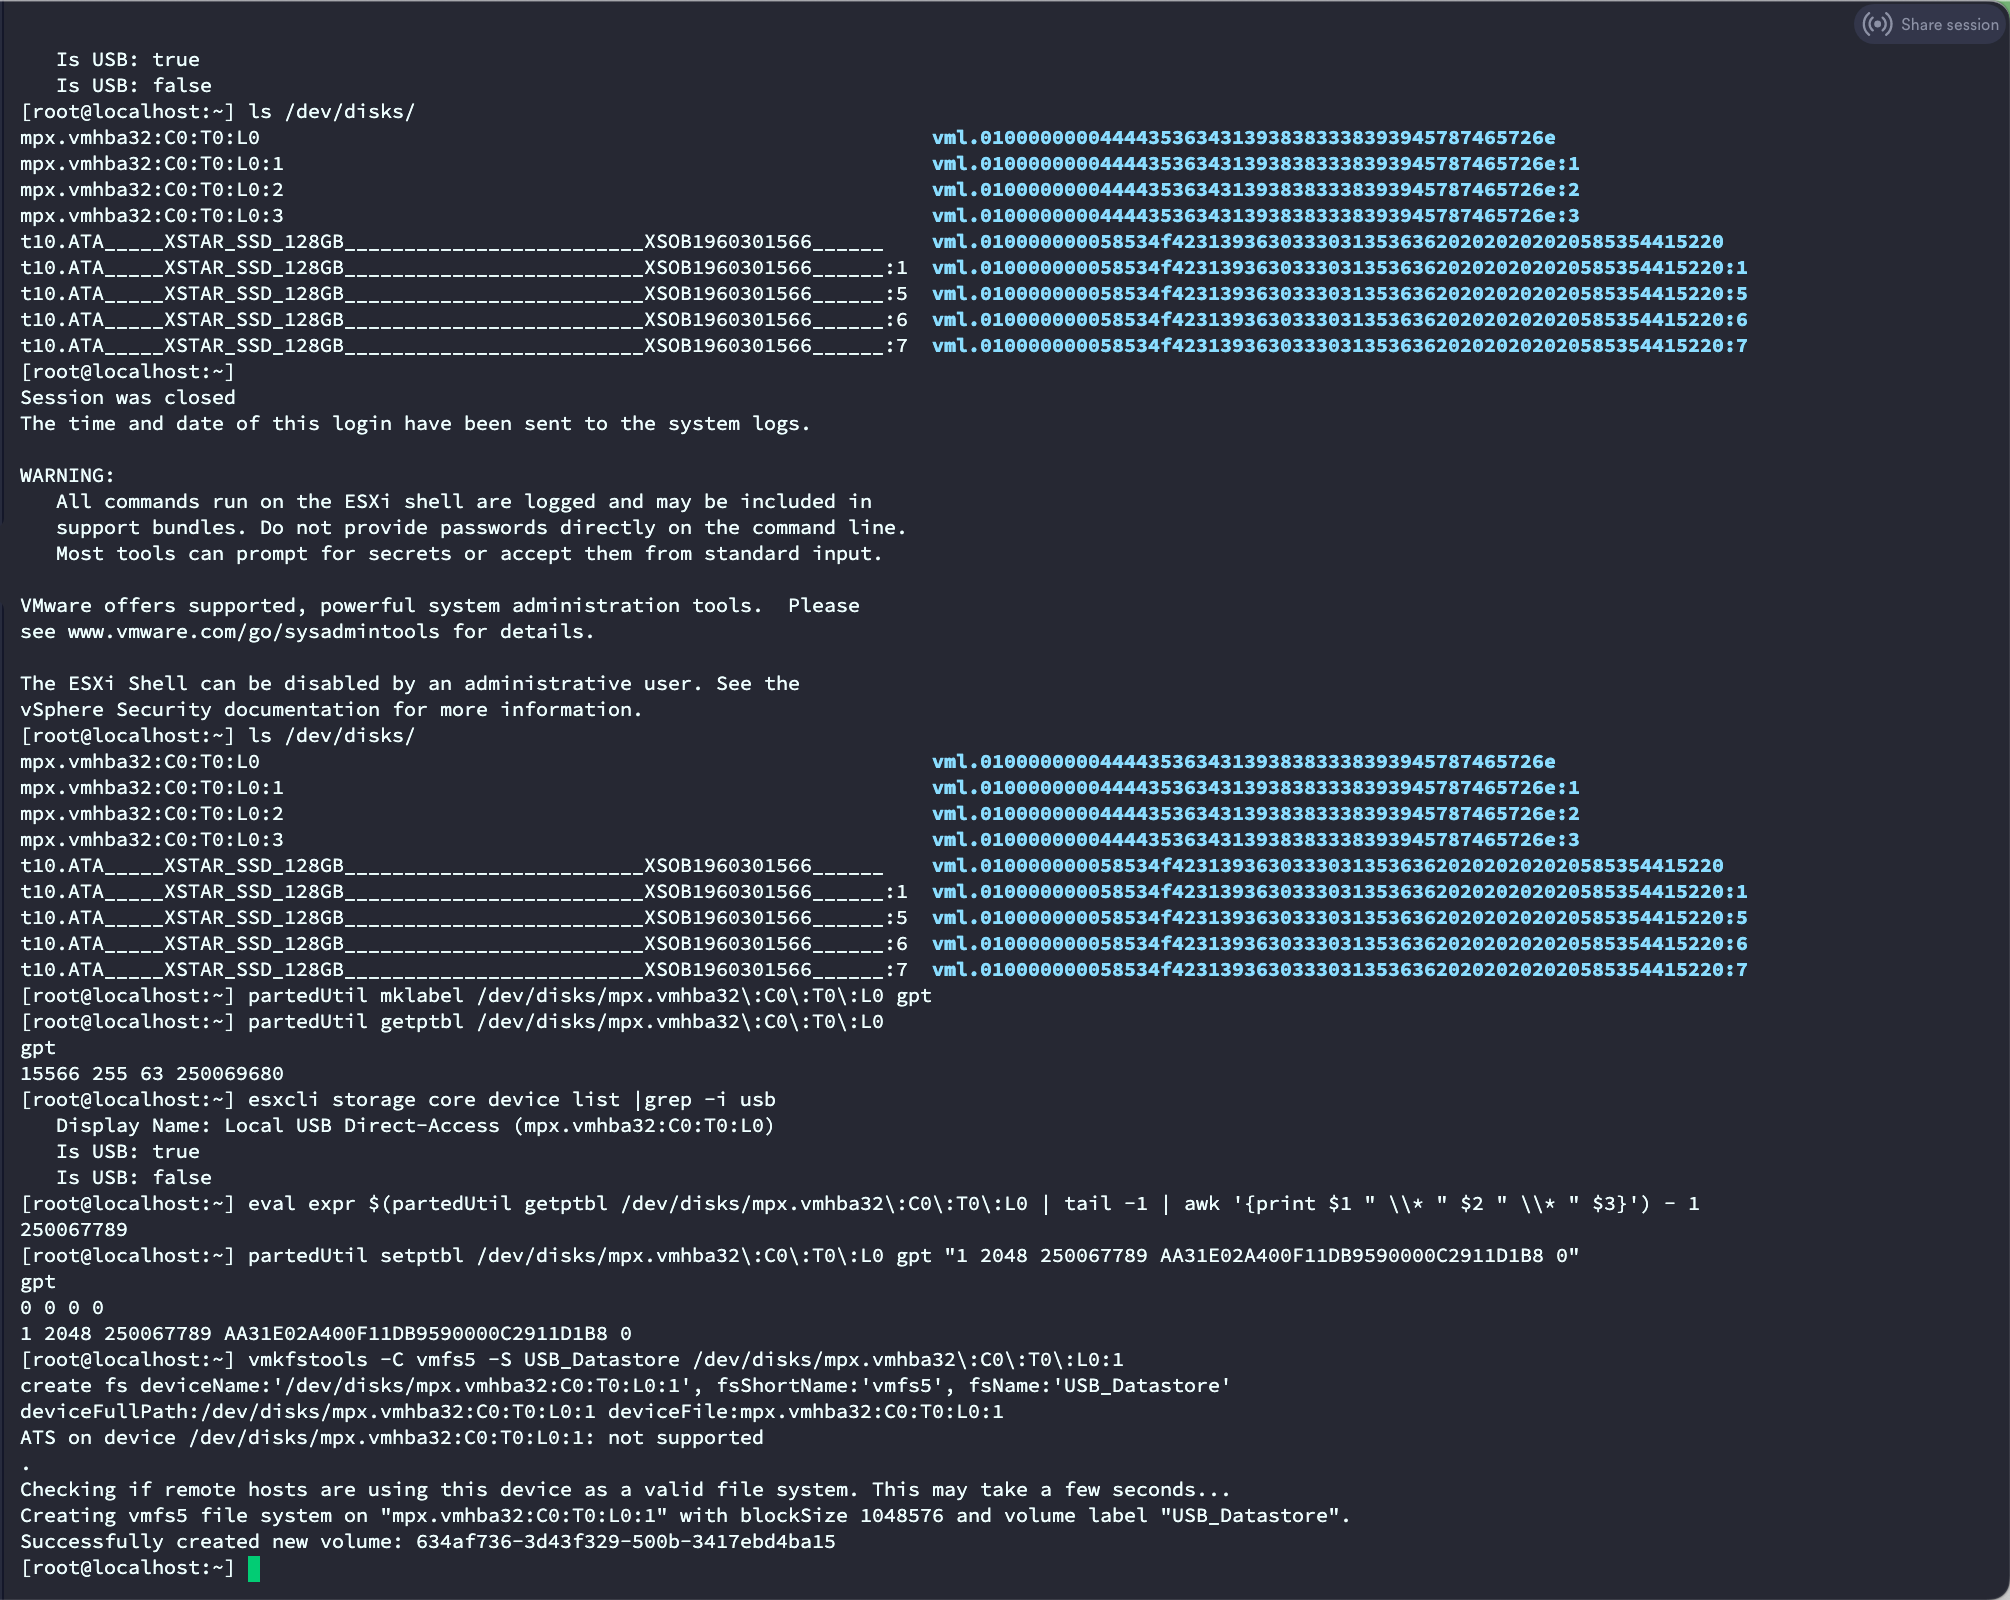 Share session
   Is USB: true
   Is USB: false
[root@localhost:~] ls /dev/disks/
mpx.vmhba32:C0:T0:L0                                                        vml.01000000004444353634313938383338393945787465726e
mpx.vmhba32:C0:T0:L0:1                                                      vml.01000000004444353634313938383338393945787465726e:1
mpx.vmhba32:C0:T0:L0:2                                                      vml.01000000004444353634313938383338393945787465726e:2
mpx.vmhba32:C0:T0:L0:3                                                      vml.01000000004444353634313938383338393945787465726e:3
t10.ATA_____XSTAR_SSD_128GB_________________________XSOB1960301566______    vml.010000000058534f42313936303330313536362020202020202058535441​5220
t10.ATA_____XSTAR_SSD_128GB_________________________XSOB1960301566______:1  vml.010000000058534f423139363033303135363620202020202020585354415220:1
t10.ATA_____XSTAR_SSD_128GB_________________________XSOB1960301566______:5  vml.010000000058534f423139363033303135363620202020202020585354415220:5
t10.ATA_____XSTAR_SSD_128GB_________________________XSOB1960301566______:6  vml.010000000058534f423139363033303135363620202020202020585354415220:6
t10.ATA_____XSTAR_SSD_128GB_________________________XSOB1960301566______:7  vml.010000000058534f423139363033303135363620202020202020585354415220:7
[root@localhost:~]
Session was closed
The time and date of this login have been sent to the system logs.

WARNING:
   All commands run on the ESXi shell are logged and may be included in
   support bundles. Do not provide passwords directly on the command line.
   Most tools can prompt for secrets or accept them from standard input.

VMware offers supported, powerful system administration tools.  Please
see www.vmware.com/go/sysadmintools for details.

The ESXi Shell can be disabled by an administrative user. See the
vSphere Security documentation for more information.
[root@localhost:~] ls /dev/disks/
mpx.vmhba32:C0:T0:L0                                                        vml.01000000004444353634313938383338393945787465726e
mpx.vmhba32:C0:T0:L0:1                                                      vml.01000000004444353634313938383338393945787465726e:1
mpx.vmhba32:C0:T0:L0:2                                                      vml.01000000004444353634313938383338393945787465726e:2
mpx.vmhba32:C0:T0:L0:3                                                      vml.01000000004444353634313938383338393945787465726e:3
t10.ATA_____XSTAR_SSD_128GB_________________________XSOB1960301566______    vml.010000000058534f423139363033303135363620202020202020585354415220
t10.ATA_____XSTAR_SSD_128GB_________________________XSOB1960301566______:1  vml.010000000058534f423139363033303135363620202020202020585354415220:1
t10.ATA_____XSTAR_SSD_128GB_________________________XSOB1960301566______:5  vml.010000000058534f423139363033303135363620202020202020585354415220:5
t10.ATA_____XSTAR_SSD_128GB_________________________XSOB1960301566______:6  vml.010000000058534f423139363033303135363620202020202020585354415220:6
t10.ATA_____XSTAR_SSD_128GB_________________________XSOB1960301566______:7  vml.010000000058534f423139363033303135363620202020202020585354415220:7
[root@localhost:~] partedUtil mklabel /dev/disks/mpx.vmhba32\:C0\:T0\:L0 gpt
[root@localhost:~] partedUtil getptbl /dev/disks/mpx.vmhba32\:C0\:T0\:L0
gpt
15566 255 63 250069680
[root@localhost:~] esxcli storage core device list |grep -i usb
   Display Name: Local USB Direct-Access (mpx.vmhba32:C0:T0:L0)
   Is USB: true
   Is USB: false
[root@localhost:~] eval expr $(partedUtil getptbl /dev/disks/mpx.vmhba32\:C0\:T0\:L0 | tail -1 | awk '{print $1 " \\* " $2 " \\* " $3}') - 1
250067789
[root@localhost:~] partedUtil setptbl /dev/disks/mpx.vmhba32\:C0\:T0\:L0 gpt "1 2048 250067789 AA31E02A400F11DB9590000C2911D1B8 0"
gpt
0 0 0 0
1 2048 250067789 AA31E02A400F11DB9590000C2911D1B8 0
[root@localhost:~] vmkfstools -C vmfs5 -S USB_Datastore /dev/disks/mpx.vmhba32\:C0\:T0\:L0:1
create fs deviceName:'/dev/disks/mpx.vmhba32:C0:T0:L0:1', fsShortName:'vmfs5', fsName:'USB_Datastore'
deviceFullPath:/dev/disks/mpx.vmhba32:C0:T0:L0:1 deviceFile:mpx.vmhba32:C0:T0:L0:1
ATS on device /dev/disks/mpx.vmhba32:C0:T0:L0:1: not supported
.
Checking if remote hosts are using this device as a valid file system. This may take a few seconds...
Creating vmfs5 file system on "mpx.vmhba32:C0:T0:L0:1" with blockSize 1048576 and volume label "USB_Datastore".
Successfully created new volume: 634af736-3d43f329-500b-3417ebd4ba15
[root@localhost:~]